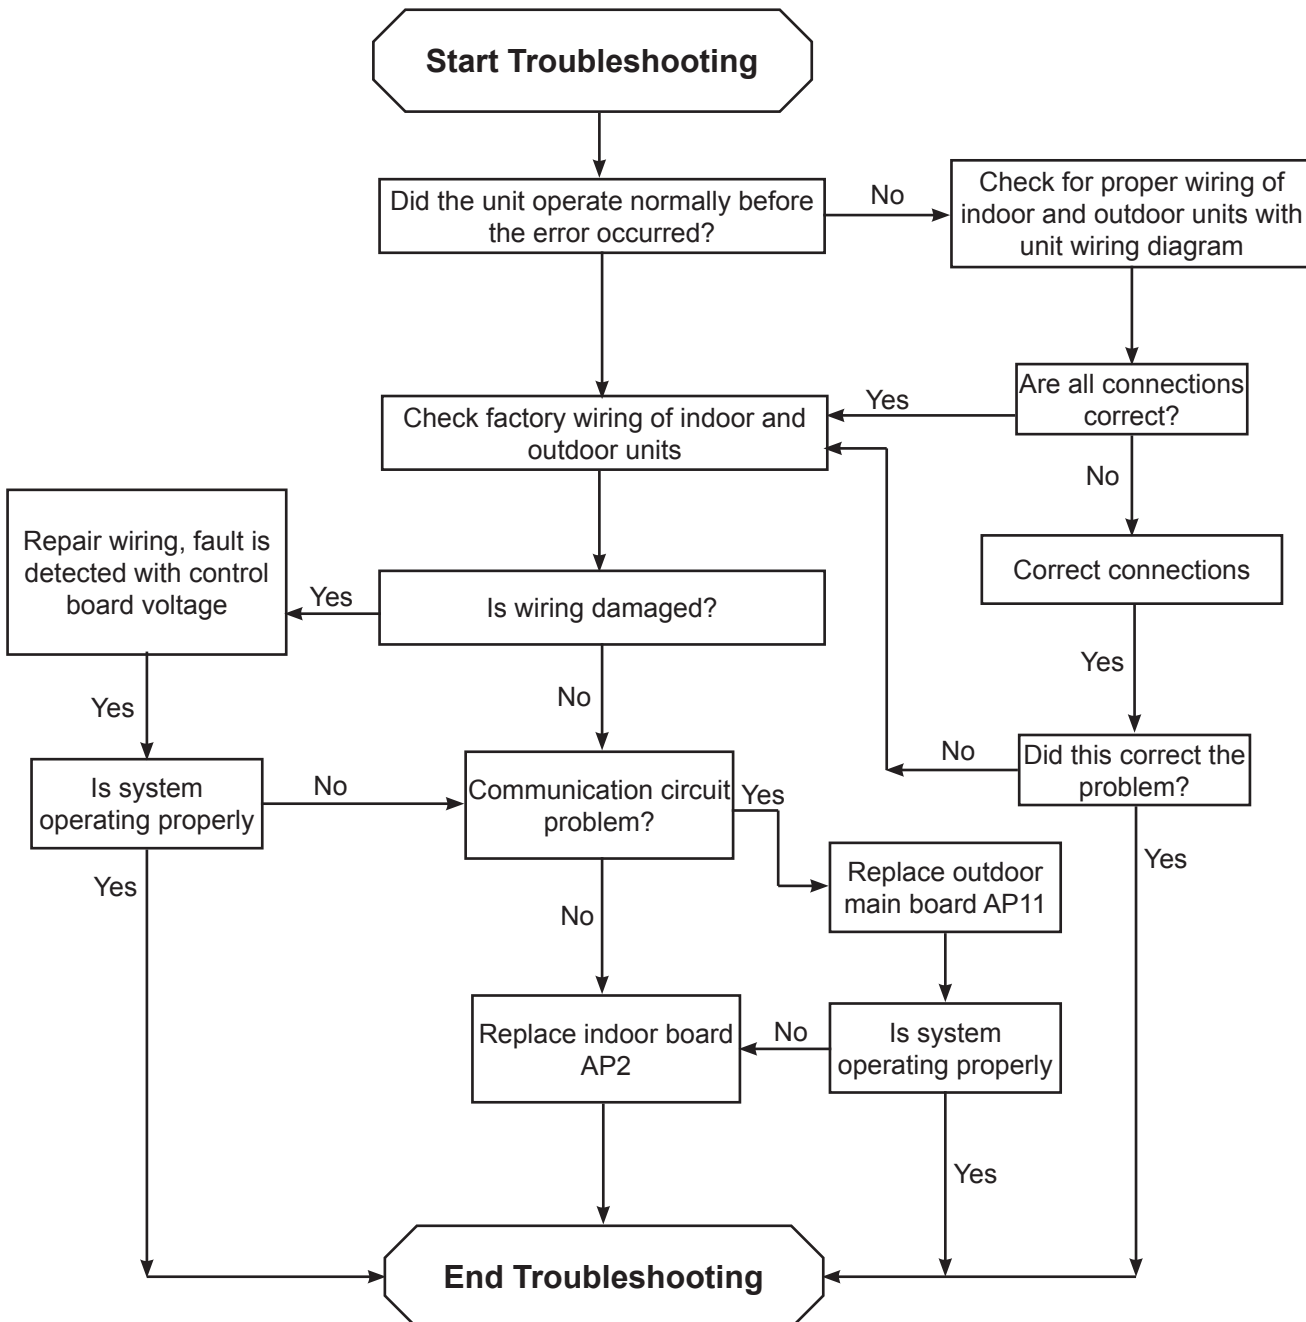 Start Troubleshooting
Did the unit operate normally before
the error occurred?
No
Check for proper wiring of
indoor and outdoor units with
unit wiring diagram
Are all connections
correct?
Yes
Check factory wiring of indoor and
outdoor units
No
Repair wiring, fault is
detected with control
board voltage
Correct connections
Yes
Is wiring damaged?
Yes
No
Yes
Did this correct the
problem?
No
Is system
operating properly
No
Communication circuit
problem?
Yes
Yes
Yes
Replace outdoor
main board AP11
No
Replace indoor board
AP2
No
Is system
operating properly
Yes
End Troubleshooting